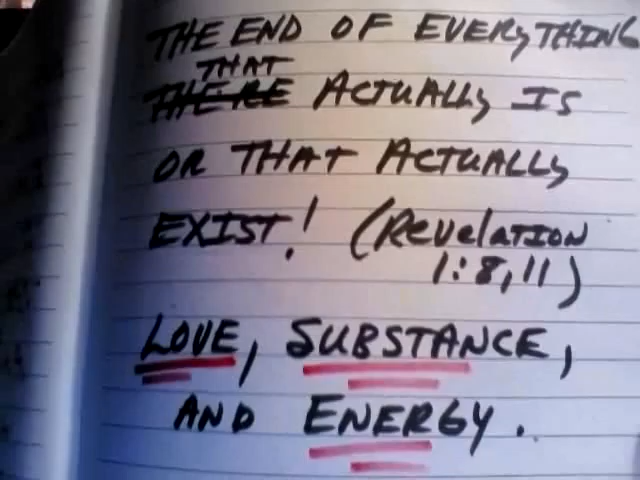 THE END OF EVERYTHING
THAT
THERE ACTUALLY IS
OR THAT ACTUALLY
EXIST! (REVELATION
1:8,11)
LOVE, SUBSTANCE,
AND ENERGY.